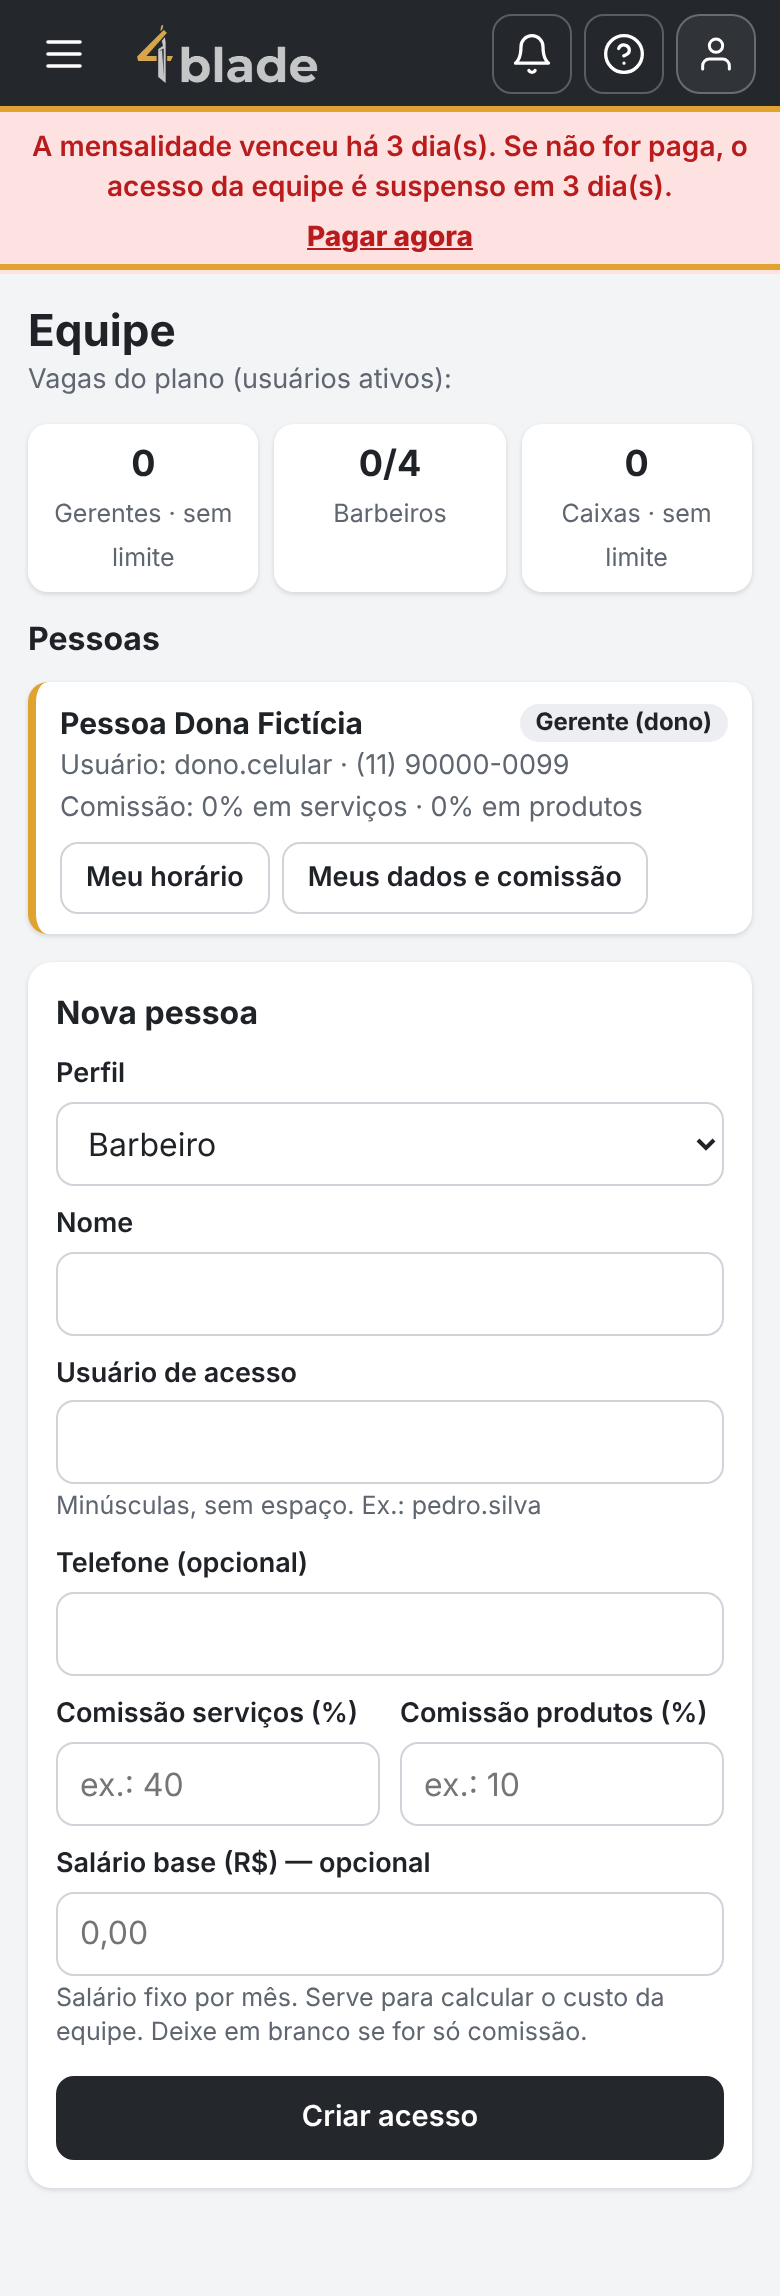 4blade
A mensalidade venceu há 3 dia(s). Se não for paga, o
acesso da equipe é suspenso em 3 dia(s).
Pagar agora
Equipe
Vagas do plano (usuários ativos):
0
Gerentes · sem
limite
0/4
Barbeiros
0
Caixas · sem
limite
Pessoas
Pessoa Dona Fictícia
Gerente (dono)
Usuário: dono.celular · (11) 90000-0099
Comissão: 0% em serviços · 0% em produtos
Meu horário
Meus dados e comissão
Nova pessoa
Perfil
Barbeiro
Nome
Usuário de acesso
Minúsculas, sem espaço. Ex.: pedro.silva
Telefone (opcional)
Comissão serviços (%)
Comissão produtos (%)
ex.: 40
ex.: 10
Salário base (R$) — opcional
0,00
Salário fixo por mês. Serve para calcular o custo da
equipe. Deixe em branco se for só comissão.
Criar acesso